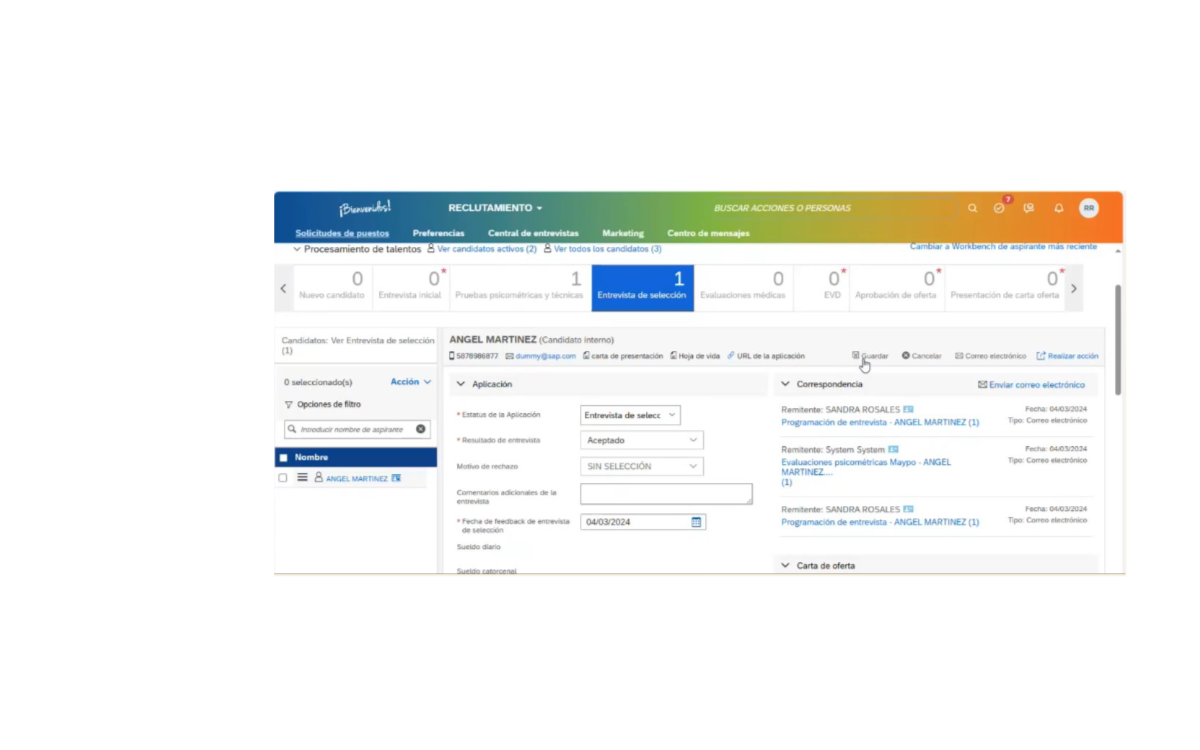 ¡Bienvenid@s!
RECLUTAMIENTO
BUSCAR ACCIONES O PERSONAS
7
RR
Solicitudes de puestos Preferencias Central de entrevistas Marketing Centro de mensajes
Procesamiento de talentos Ver candidatos activos (2) Ver todos los candidatos (3)
Cambiar a Workbench de aspirante más reciente
0 0* 1 1 0 0* 0* 0*
Nuevo candidato Entrevista inicial Pruebas psicométricas y técnicas Entrevista de selección Evaluaciones médicas EVD Aprobación de oferta Presentación de carta oferta
Candidatos: Ver Entrevista de selección
(1)
0 seleccionado(s) Acción
Opciones de filtro
Introducir nombre de aspirante
Nombre
ANGEL MARTINEZ
ANGEL MARTINEZ (Candidato interno)
5878986877 dummy@sap.com carta de presentación Hoja de vida URL de la aplicación Guardar Cancelar Correo electrónico Realizar acción
Aplicación
* Estatus de la Aplicación Entrevista de selecc
* Resultado de entrevista Aceptado
Motivo de rechazo SIN SELECCIÓN
Comentarios adicionales de la
entrevista
* Fecha de feedback de entrevista
de selección 04/03/2024
Sueldo diario
Sueldo catorcenal
Correspondencia Enviar correo electrónico
Remitente: SANDRA ROSALES Fecha: 04/03/2024
Programación de entrevista - ANGEL MARTINEZ (1) Tipo: Correo electrónico
Remitente: System System Fecha: 04/03/2024
Evaluaciones psicométricas Maypo - ANGEL Tipo: Correo electrónico
MARTINEZ....
(1)
Remitente: SANDRA ROSALES Fecha: 04/03/2024
Programación de entrevista - ANGEL MARTINEZ (1) Tipo: Correo electrónico
Carta de oferta